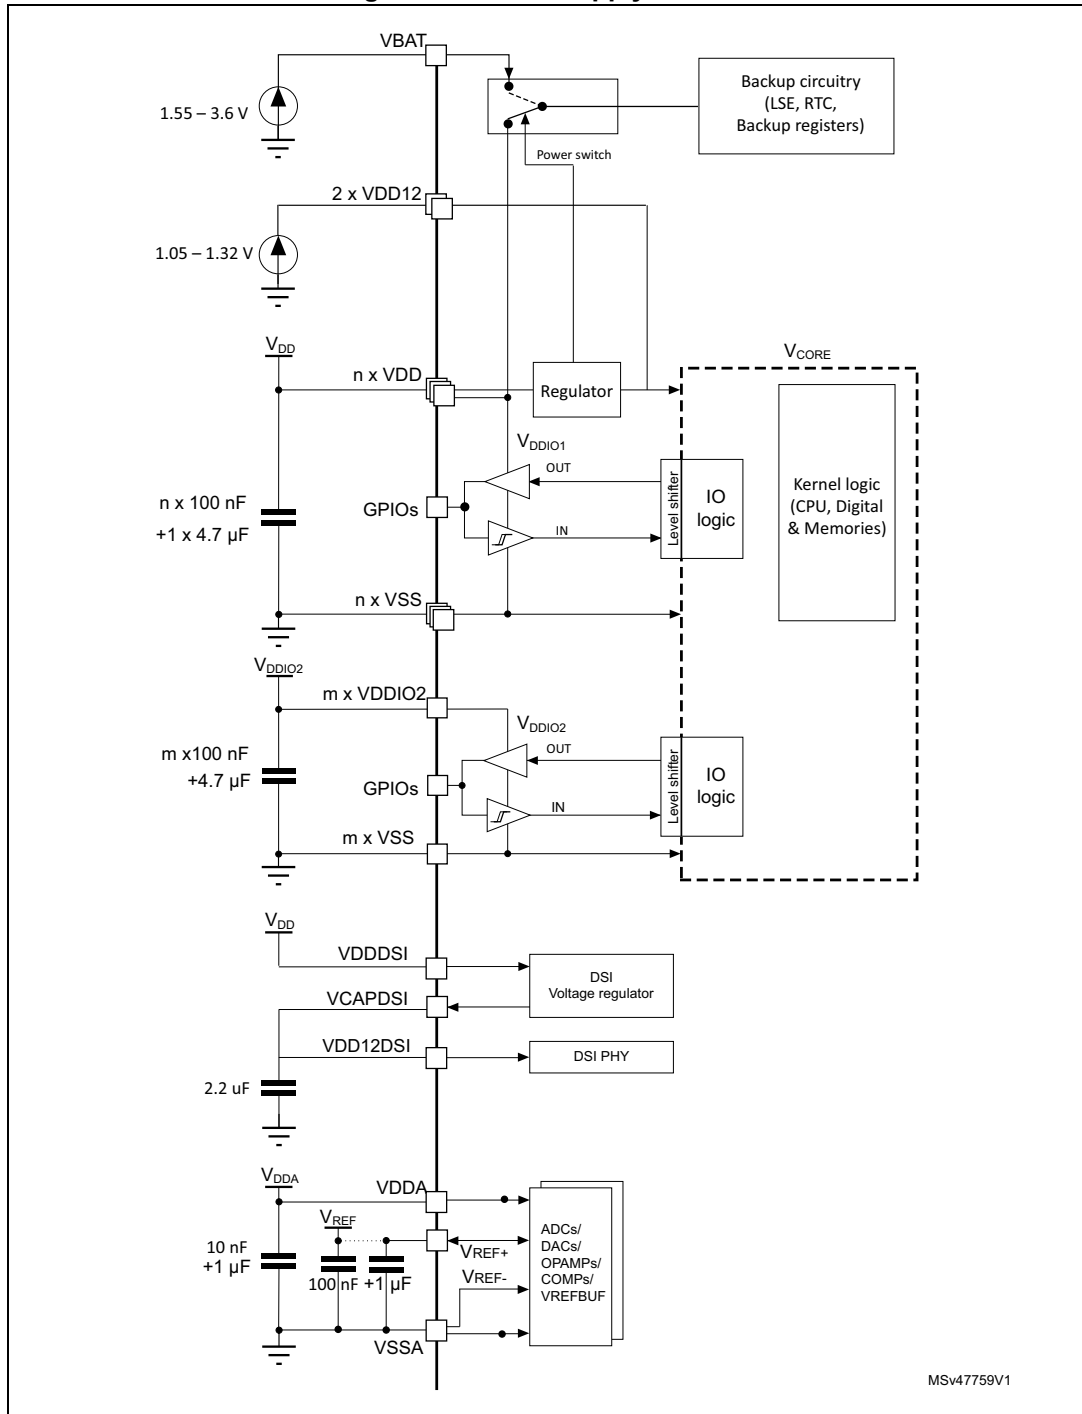 VBAT
1.55 – 3.6 V
Backup circuitry
(LSE, RTC,
Backup registers)
Power switch
2 x VDD12
1.05 – 1.32 V
VDD
n x VDD
Regulator
VCORE
VDDIO1
OUT
n x 100 nF
+1 x 4.7 µF
GPIOs
IN
Level shifter
IO
logic
Kernel logic
(CPU, Digital
& Memories)
n x VSS
VDDIO2
m x VDDIO2
VDDIO2
OUT
m x100 nF
+4.7 µF
GPIOs
IN
Level shifter
IO
logic
m x VSS
VDD
VDDDSI
DSI
Voltage regulator
VCAPDSI
VDD12DSI
DSI PHY
2.2 uF
VDDA
VDDA
VREF
10 nF
+1 µF
100 nF +1 µF
VREF+
VREF-
ADCs/
DACs/
OPAMPs/
COMPs/
VREFBUF
VSSA
MSv47759V1